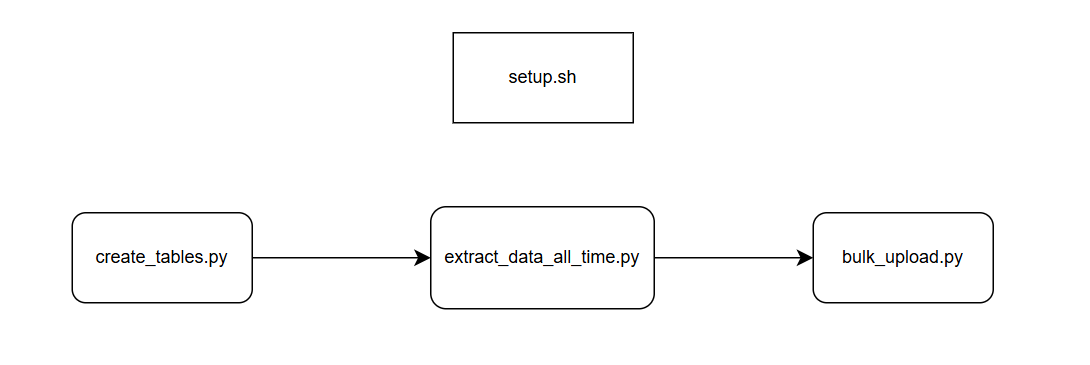 setup.sh
create_tables.py
extract_data_all_time.py
bulk_upload.py